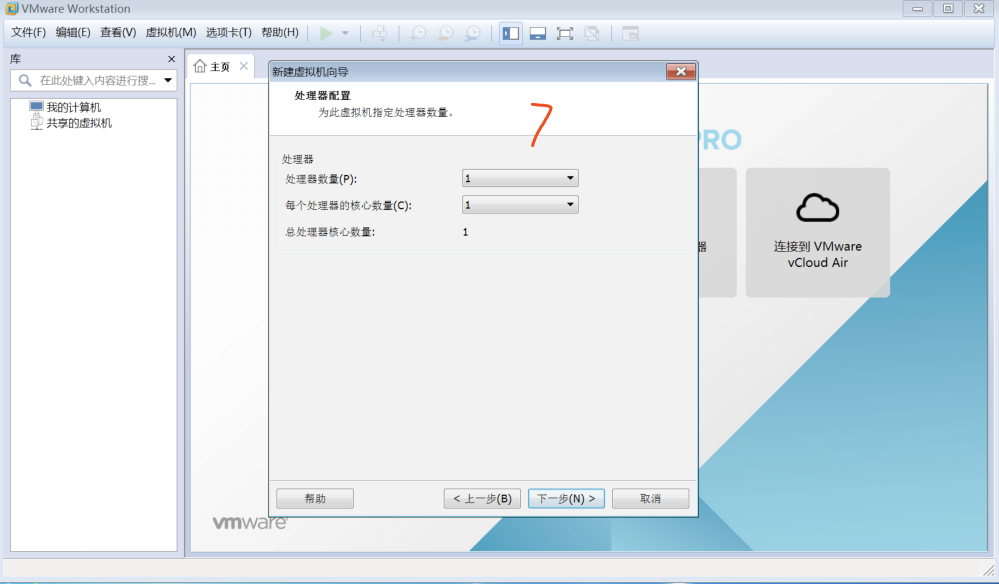 VMware Workstation
文件(F) 编辑(E) 查看(V) 虚拟机(M) 选项卡(T) 帮助(H)
库
在此处键入内容进行搜...
我的计算机
共享的虚拟机
主页
新建虚拟机向导
处理器配置
为此虚拟机指定处理器数量。
7
PRO
处理器
处理器数量(P): 1
每个处理器的核心数量(C): 1
总处理器核心数量: 1
器
连接到 VMware
vCloud Air
帮助 < 上一步(B) 下一步(N) > 取消
vmware